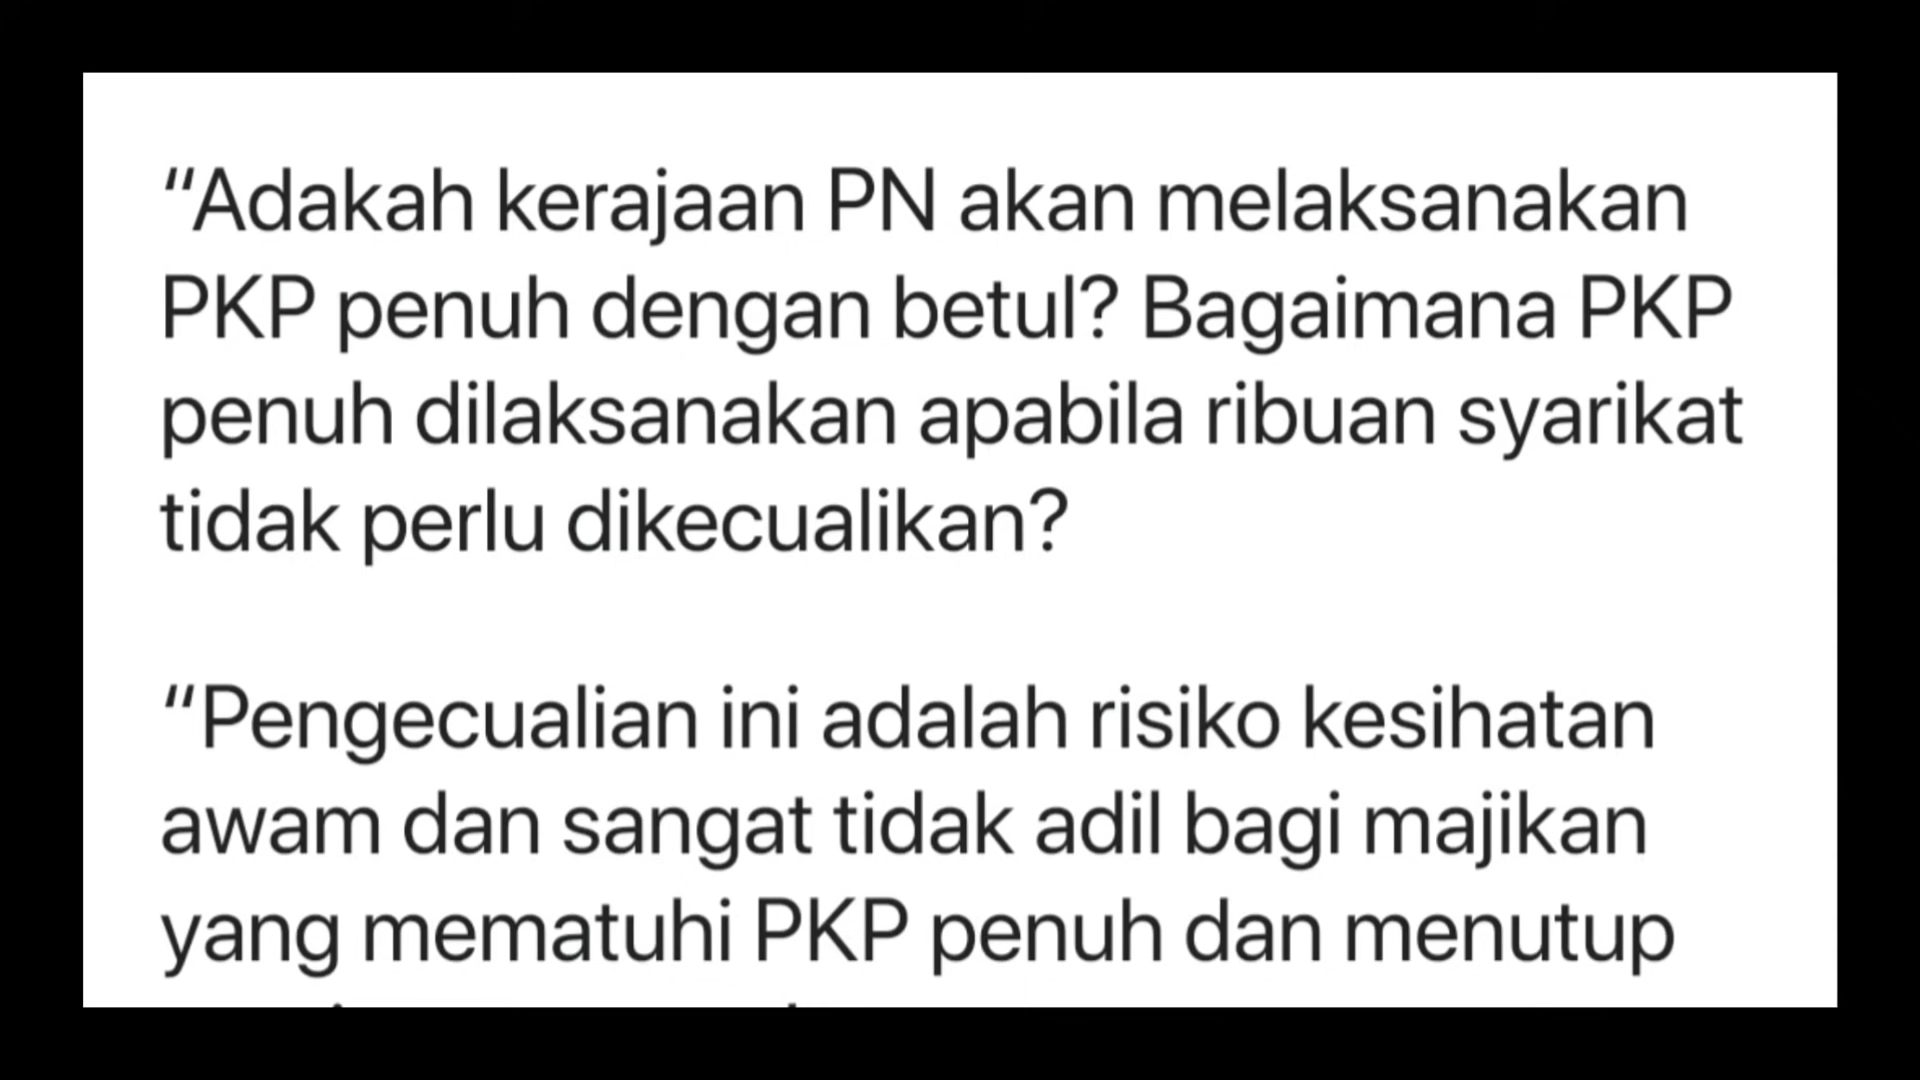 “Adakah kerajaan PN akan melaksanakan
PKP penuh dengan betul? Bagaimana PKP
penuh dilaksanakan apabila ribuan syarikat
tidak perlu dikecualikan?
“Pengecualian ini adalah risiko kesihatan
awam dan sangat tidak adil bagi majikan
yang mematuhi PKP penuh dan menutup